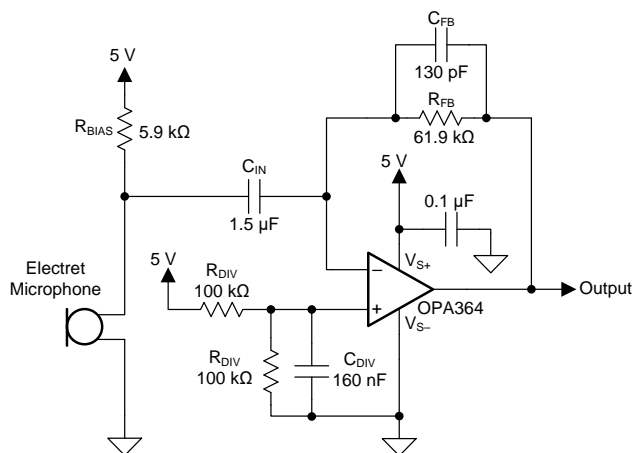 C_FB
130 pF
5 V
R_FB
61.9 kΩ
R_BIAS
5.9 kΩ
C_IN
1.5 µF
5 V
0.1 µF
Electret
Microphone
5 V
R_DIV
100 kΩ
V_S+
–
+
OPA364
V_S–
Output
R_DIV
100 kΩ
C_DIV
160 nF